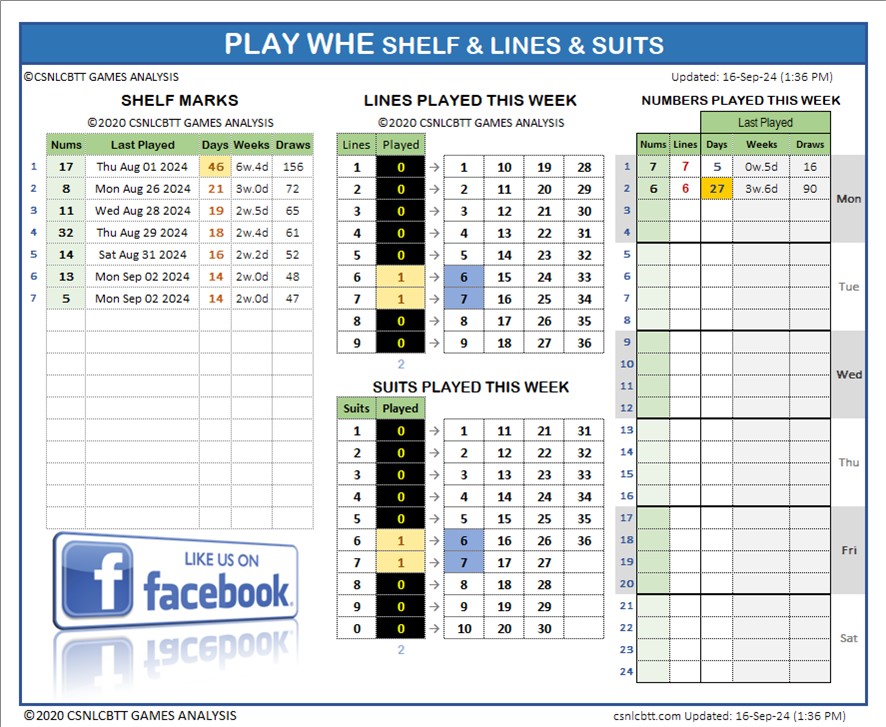 PLAY WHE SHELF & LINES & SUITS
©CSNLCBTT GAMES ANALYSIS
Updated: 16-Sep-24 (1:36 PM)
SHELF MARKS
©2020 CSNLCBTT GAMES ANALYSIS
Nums Last Played Days Weeks Draws
1 17 Thu Aug 01 2024 46 6w.4d 156
2 8 Mon Aug 26 2024 21 3w.0d 72
3 11 Wed Aug 28 2024 19 2w.5d 65
4 32 Thu Aug 29 2024 18 2w.4d 61
5 14 Sat Aug 31 2024 16 2w.2d 52
6 13 Mon Sep 02 2024 14 2w.0d 48
7 5 Mon Sep 02 2024 14 2w.0d 47
LIKE US ON
f facebook.
LINES PLAYED THIS WEEK
©2020 CSNLCBTT GAMES ANALYSIS
Lines Played
1 0 → 1 10 19 28
2 0 → 2 11 20 29
3 0 → 3 12 21 30
4 0 → 4 13 22 31
5 0 → 5 14 23 32
6 1 → 6 15 24 33
7 1 → 7 16 25 34
8 0 → 8 17 26 35
9 0 → 9 18 27 36
2
SUITS PLAYED THIS WEEK
Suits Played
1 0 → 1 11 21 31
2 0 → 2 12 22 32
3 0 → 3 13 23 33
4 0 → 4 14 24 34
5 0 → 5 15 25 35
6 1 → 6 16 26 36
7 1 → 7 17 27
8 0 → 8 18 28
9 0 → 9 19 29
0 0 → 10 20 30
2
NUMBERS PLAYED THIS WEEK
Last Played
Nums Lines Days Weeks Draws
1 7 7 5 0w.5d 16
2 6 6 27 3w.6d 90
Mon
3
4
5
6
Tue
7
8
9
10
Wed
11
12
13
14
Thu
15
16
17
18
Fri
19
20
21
22
Sat
23
24
©2020 CSNLCBTT GAMES ANALYSIS
csnlcbtt.com Updated: 16-Sep-24 (1:36 PM)